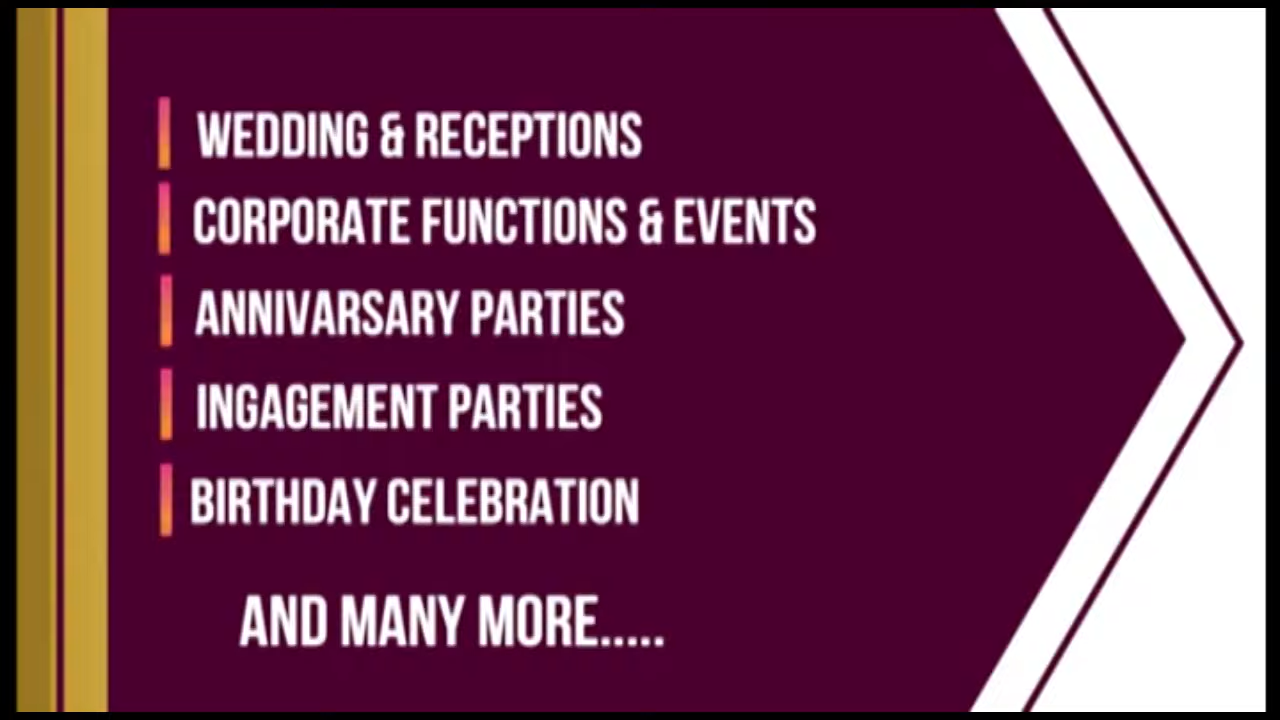 WEDDING & RECEPTIONS
CORPORATE FUNCTIONS & EVENTS
ANNIVARSARY PARTIES
INGAGEMENT PARTIES
BIRTHDAY CELEBRATION
AND MANY MORE.....